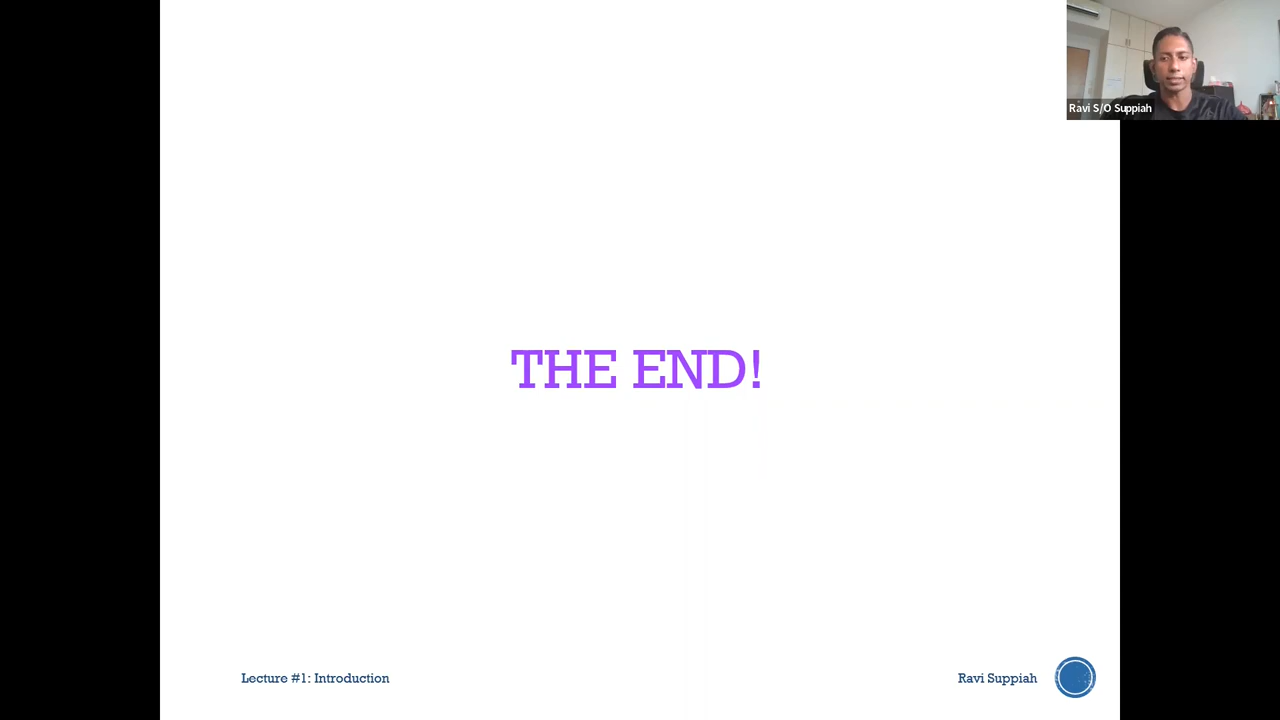 Ravi S/O Suppiah
THE END!
Lecture #1: Introduction
Ravi Suppiah